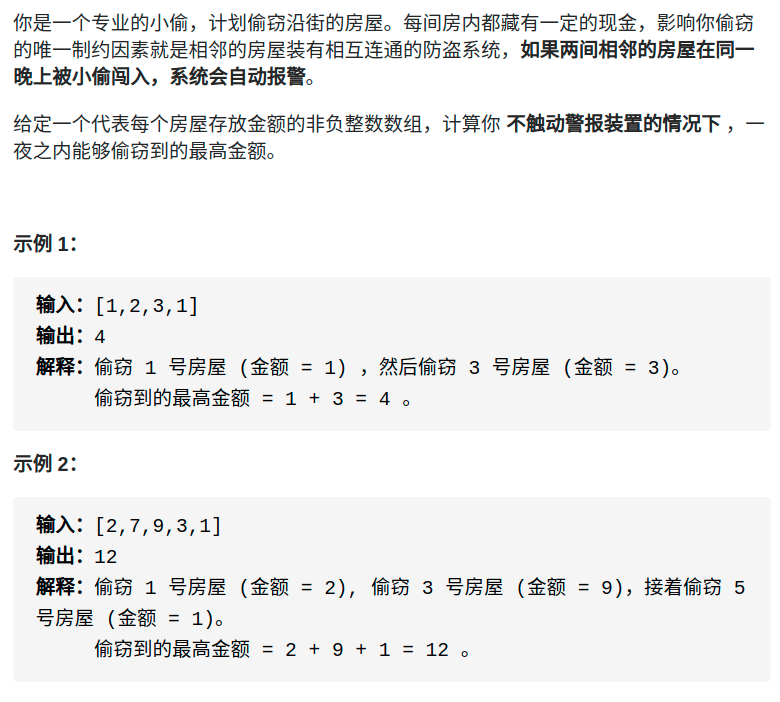 你是一个专业的小偷，计划偷窃沿街的房屋。每间房内都藏有一定的现金，影响你偷窃
的唯一制约因素就是相邻的房屋装有相互连通的防盗系统，如果两间相邻的房屋在同一
晚上被小偷闯入，系统会自动报警。
给定一个代表每个房屋存放金额的非负整数数组，计算你 不触动警报装置的情况下 ，一
夜之内能够偷窃到的最高金额。
示例 1：
输入：[1,2,3,1]
输出：4
解释：偷窃 1 号房屋 (金额 = 1) ，然后偷窃 3 号房屋 (金额 = 3)。
偷窃到的最高金额 = 1 + 3 = 4 。
示例 2：
输入：[2,7,9,3,1]
输出：12
解释：偷窃 1 号房屋 (金额 = 2), 偷窃 3 号房屋 (金额 = 9)，接着偷窃 5
号房屋 (金额 = 1)。
偷窃到的最高金额 = 2 + 9 + 1 = 12 。